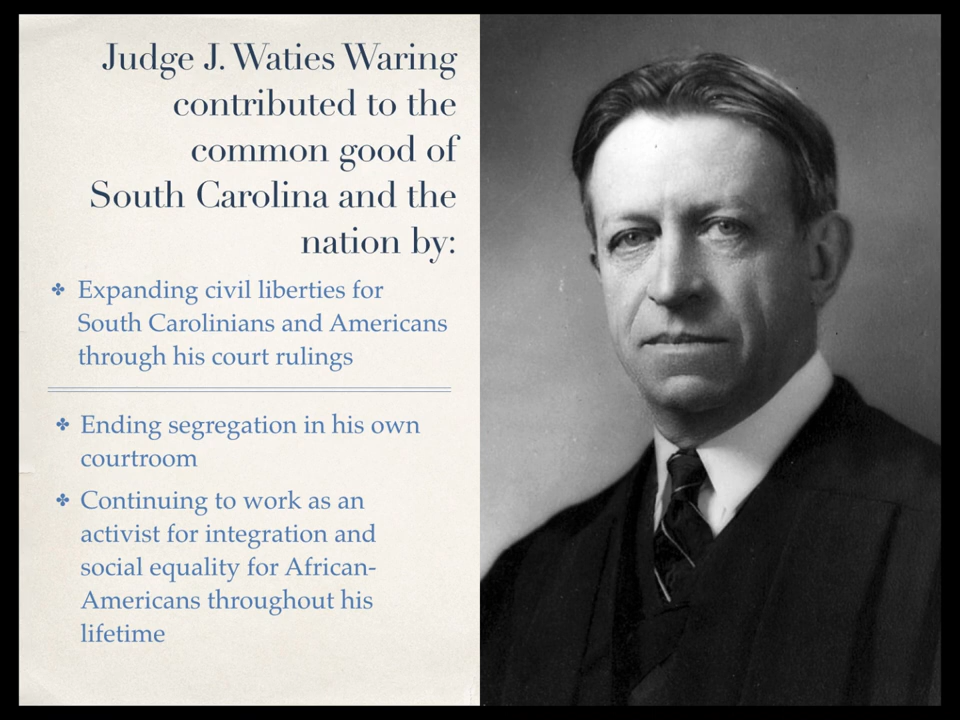 Judge J. Waties Waring
contributed to the
common good of
South Carolina and the
nation by:
✤ Expanding civil liberties for
South Carolinians and Americans
through his court rulings
✤ Ending segregation in his own
courtroom
✤ Continuing to work as an
activist for integration and
social equality for African-
Americans throughout his
lifetime